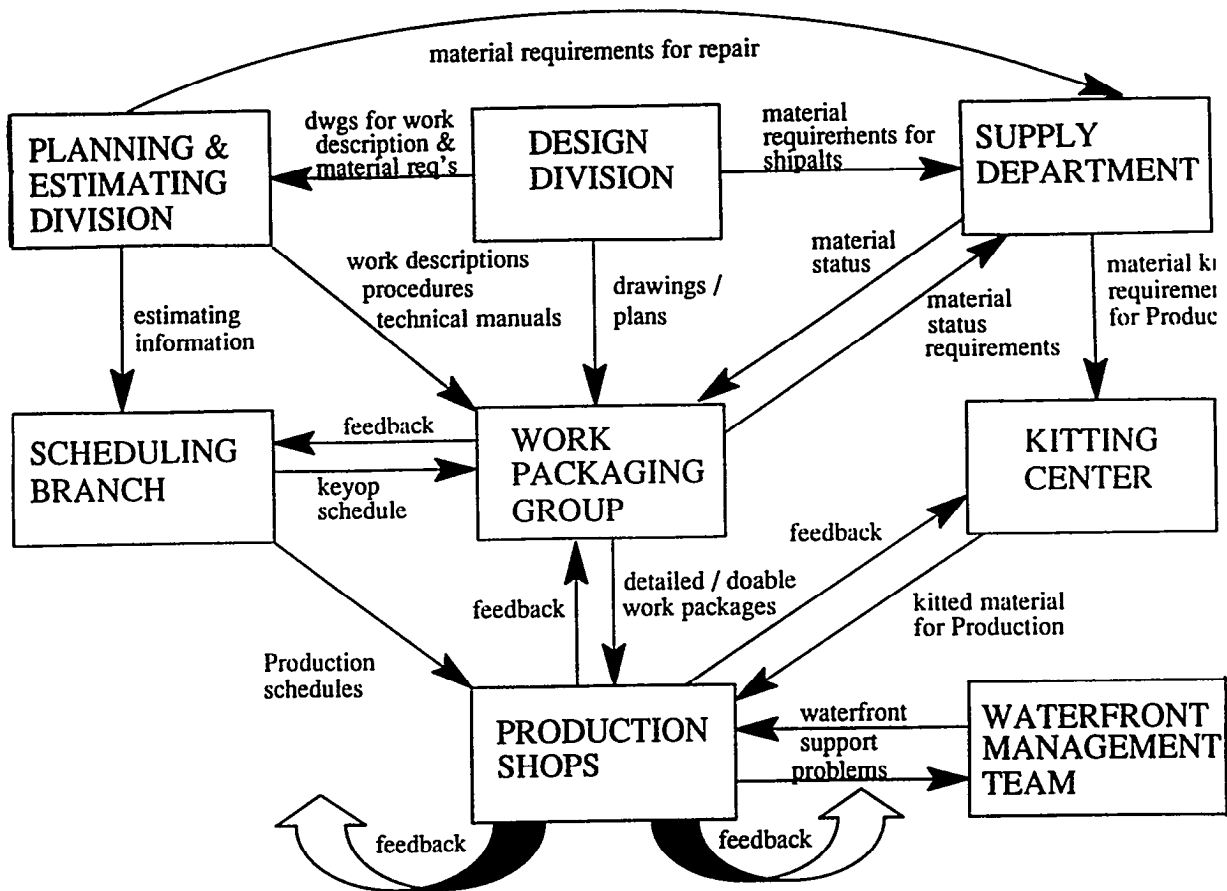 material requirements for repair
PLANNING &
ESTIMATING
DIVISION
dwgs for work
description &
material req's
DESIGN
DIVISION
material
requirements for
shipalts
SUPPLY
DEPARTMENT
estimating
information
work descriptions
procedures
technical manuals
drawings /
plans
material
status
material
status
requirements
material
for
SCHEDULING
BRANCH
feedback
keyop
schedule
WORK
PACKAGING
GROUP
KITTING
CENTER
feedback
detailed / doable
work packages
feedback
kitted material
for Production
Production
schedules
PRODUCTION
SHOPS
waterfront
support
problems
WATERFRONT
MANAGEMENT
TEAM
feedback
feedback